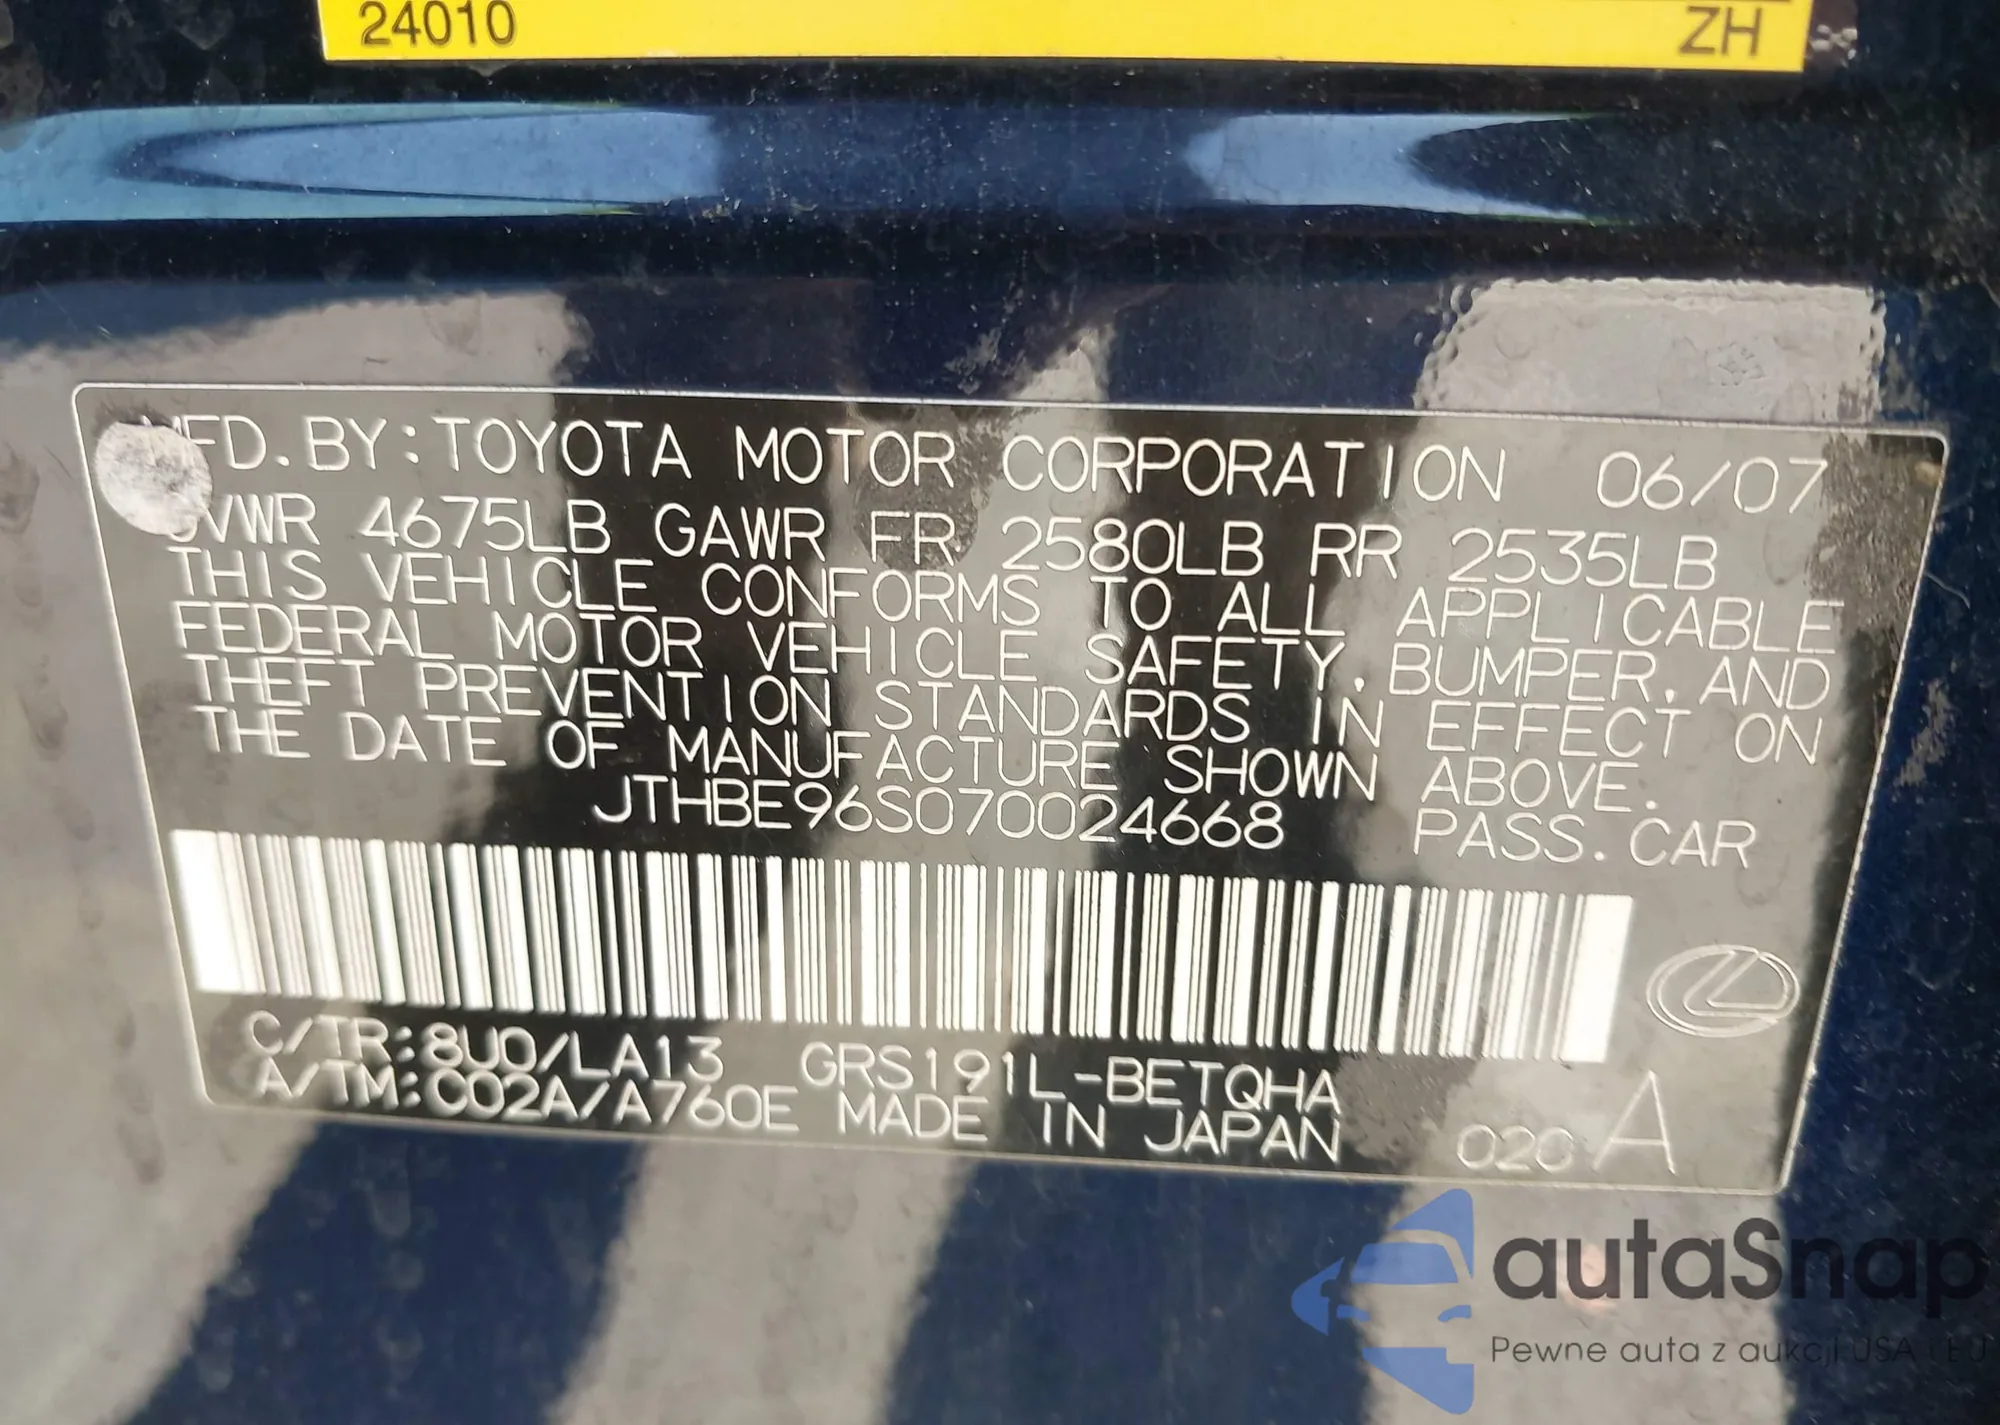 24010 ZH
MFD. BY: TOYOTA MOTOR CORPORATION 06/07
GVWR 4675LB GAWR FR 2580LB RR 2535LB
THIS VEHICLE CONFORMS TO ALL APPLICABLE
FEDERAL MOTOR VEHICLE SAFETY, BUMPER, AND
THEFT PREVENTION STANDARDS IN EFFECT ON
THE DATE OF MANUFACTURE SHOWN ABOVE.
JTHBE96S070024668 PASS. CAR
C/TR:8U0/LA13 GRS191L-BETQHA
A/TM:C02A/A760E MADE IN JAPAN 020 A
autaSnap
Pewne auta z aukcji USA i EU